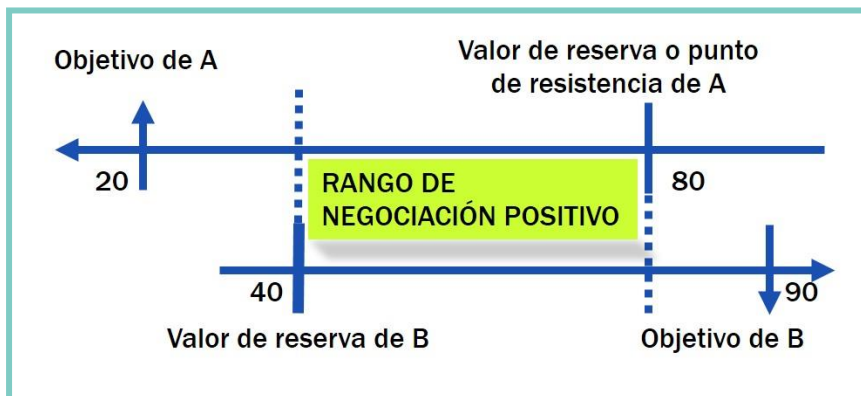 Objetivo de A
Valor de reserva o punto
de resistencia de A
20
RANGO DE
NEGOCIACIÓN POSITIVO
80
40
90
Valor de reserva de B
Objetivo de B